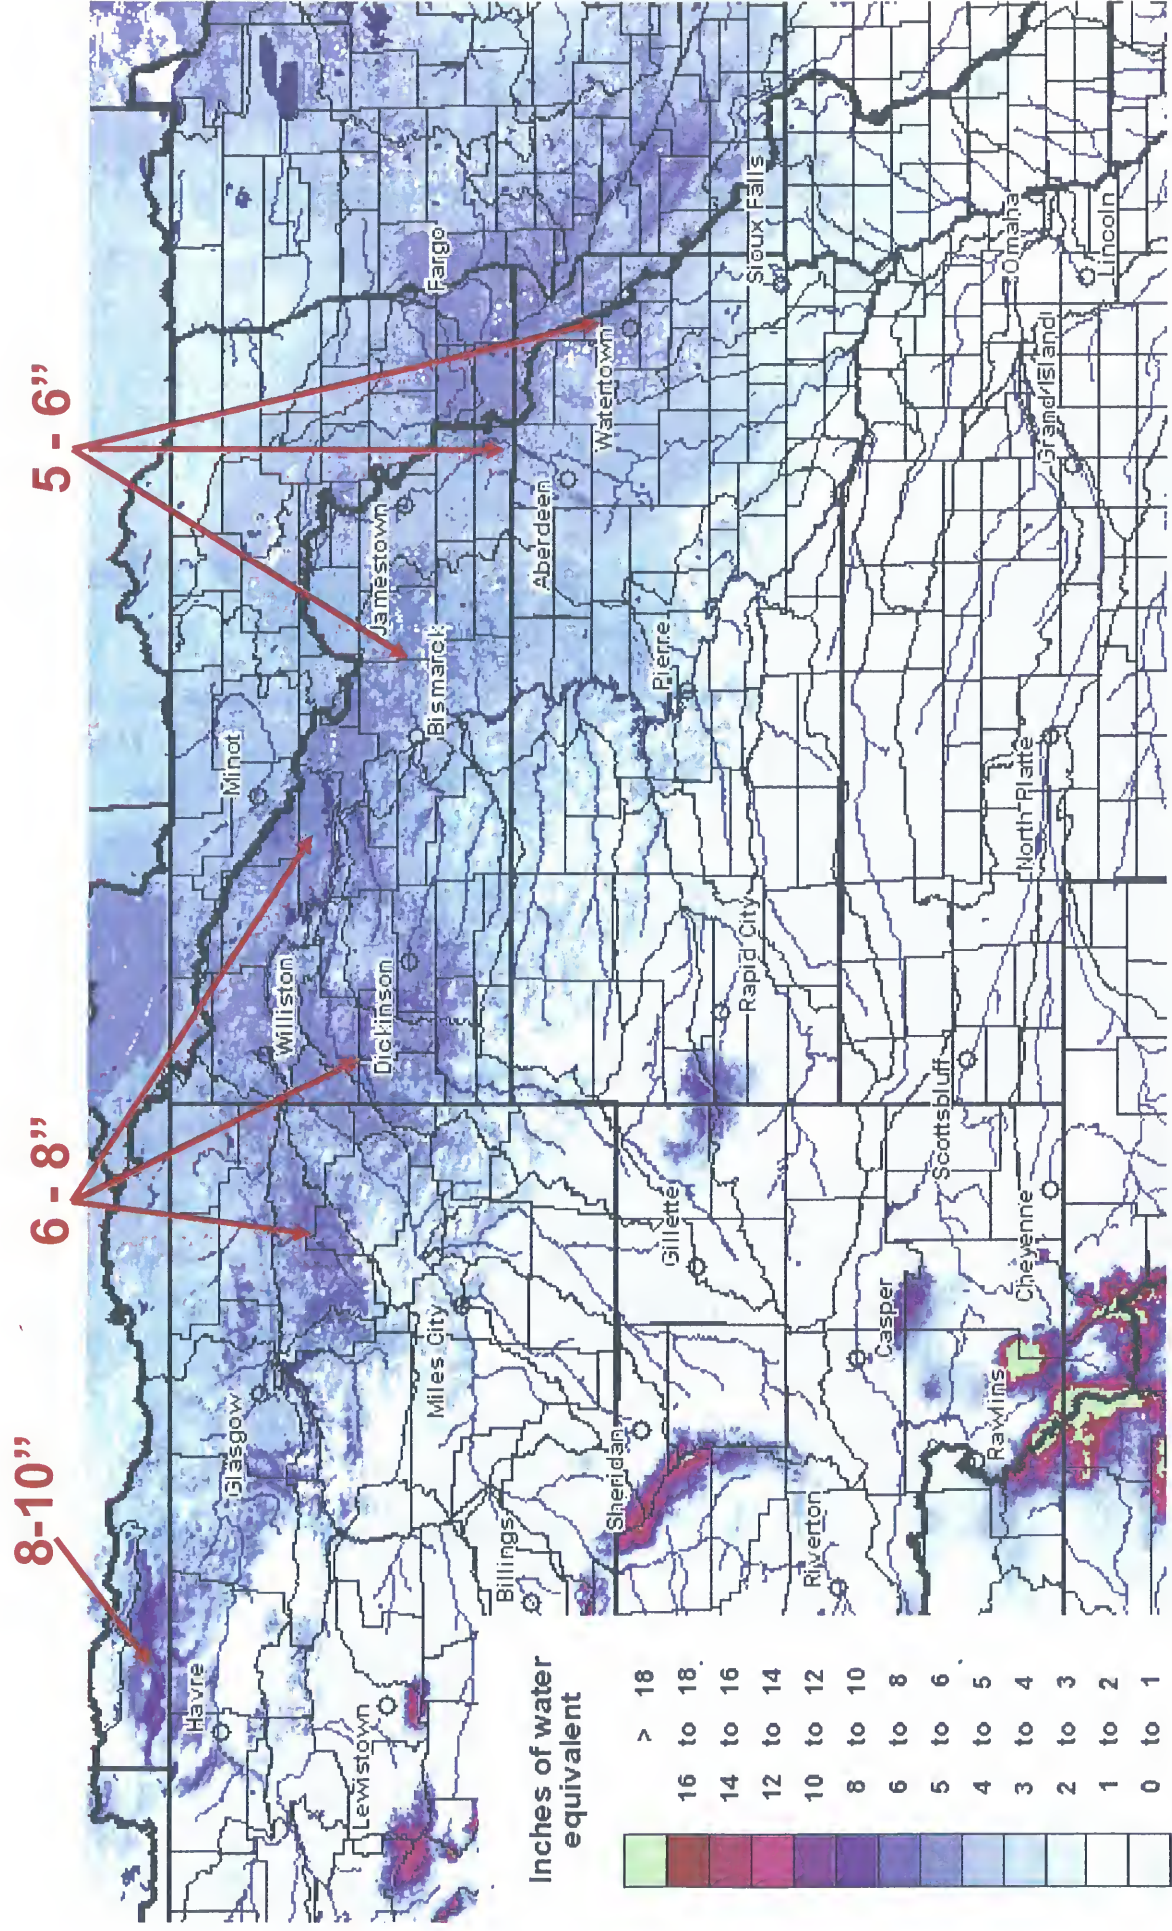 8-10”
6 - 8”
5 - 6”
Havre
Glasgow
Williston
Minot
Lewistown
Dickinson
Jamestown
Fargo
Miles City
Bismarck
Billings
Aberdeen
Watertown
Sheridan
Gillette
Pierre
Rapid City
Sioux Falls
Riverton
Casper
Scottsbluff
Rawlins
Cheyenne
North Platte
Grand Island
Omaha
Lincoln
Inches of water
equivalent
> 18
16 to 18
14 to 16
12 to 14
10 to 12
8 to 10
6 to 8
5 to 6
4 to 5
3 to 4
2 to 3
1 to 2
0 to 1